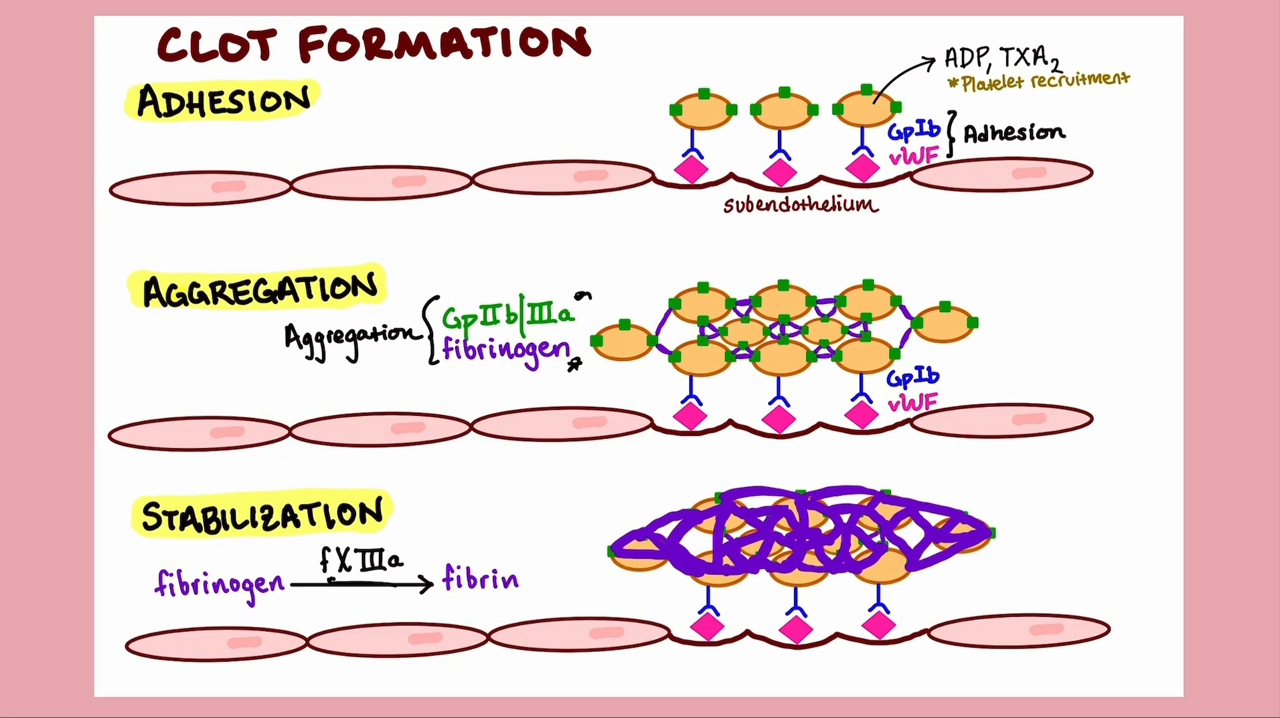 CLOT FORMATION
ADHESION
ADP, TXA2
*Platelet recruitment
GpIb
vWF
} Adhesion
subendothelium
AGGREGATION
Aggregation {
GpIIb/IIIa
fibrinogen
*
GpIb
vWF
STABILIZATION
fibrinogen fXIIIa → fibrin